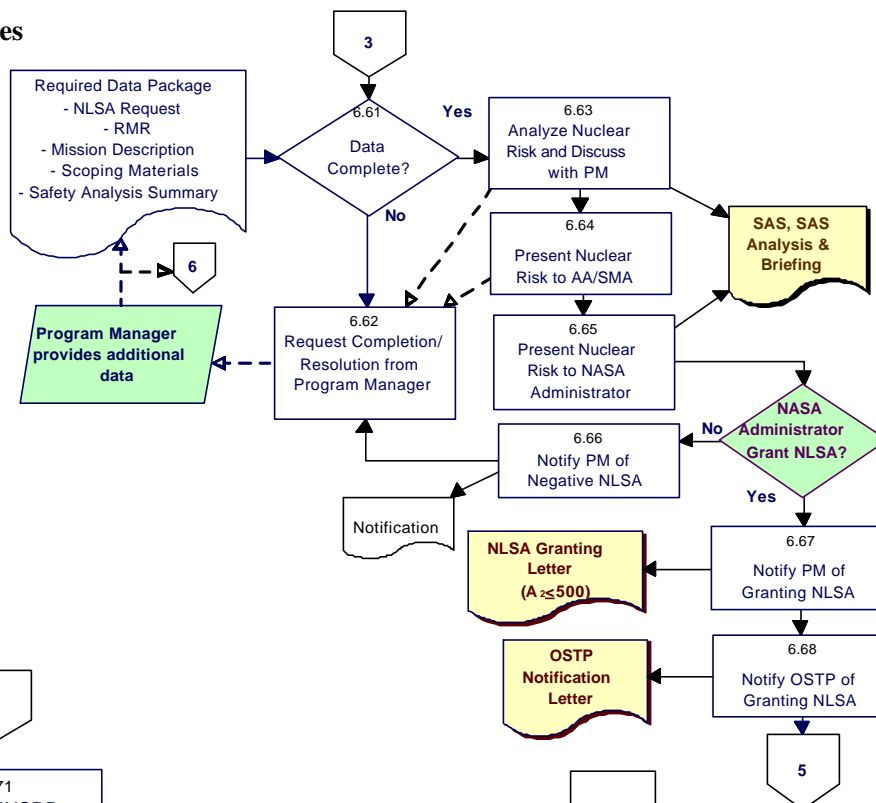 es
3
Required Data Package
- NLSA Request
- RMR
- Mission Description
- Scoping Materials
- Safety Analysis Summary
6.61
Data
Complete?
Yes
No
6.63
Analyze Nuclear
Risk and Discuss
with PM
6.64
Present Nuclear
Risk to AA/SMA
SAS, SAS
Analysis &
Briefing
6
Program Manager
provides additional
data
6.62
Request Completion/
Resolution from
Program Manager
6.65
Present Nuclear
Risk to NASA
Administrator
NASA
Administrator
Grant NLSA?
No
Yes
6.66
Notify PM of
Negative NLSA
Notification
6.67
Notify PM of
Granting NLSA
NLSA Granting
Letter
(A 2≤500)
6.68
Notify OSTP of
Granting NLSA
OSTP
Notification
Letter
5
71